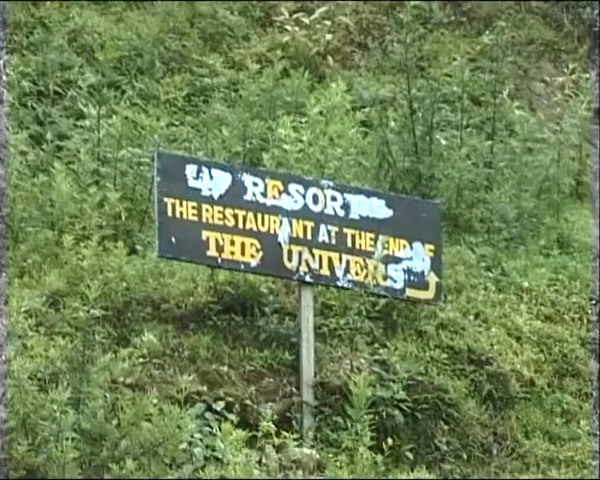 RESORT
THE RESTAURANT AT THE END OF
THE UNIVERS